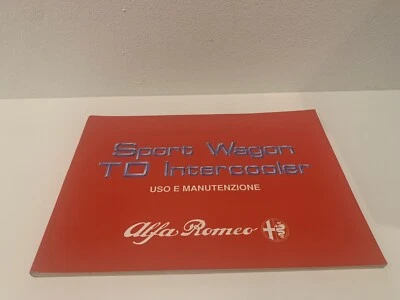 Sport Wagon
TD Intercooler
USO E MANUTENZIONE
Alfa Romeo